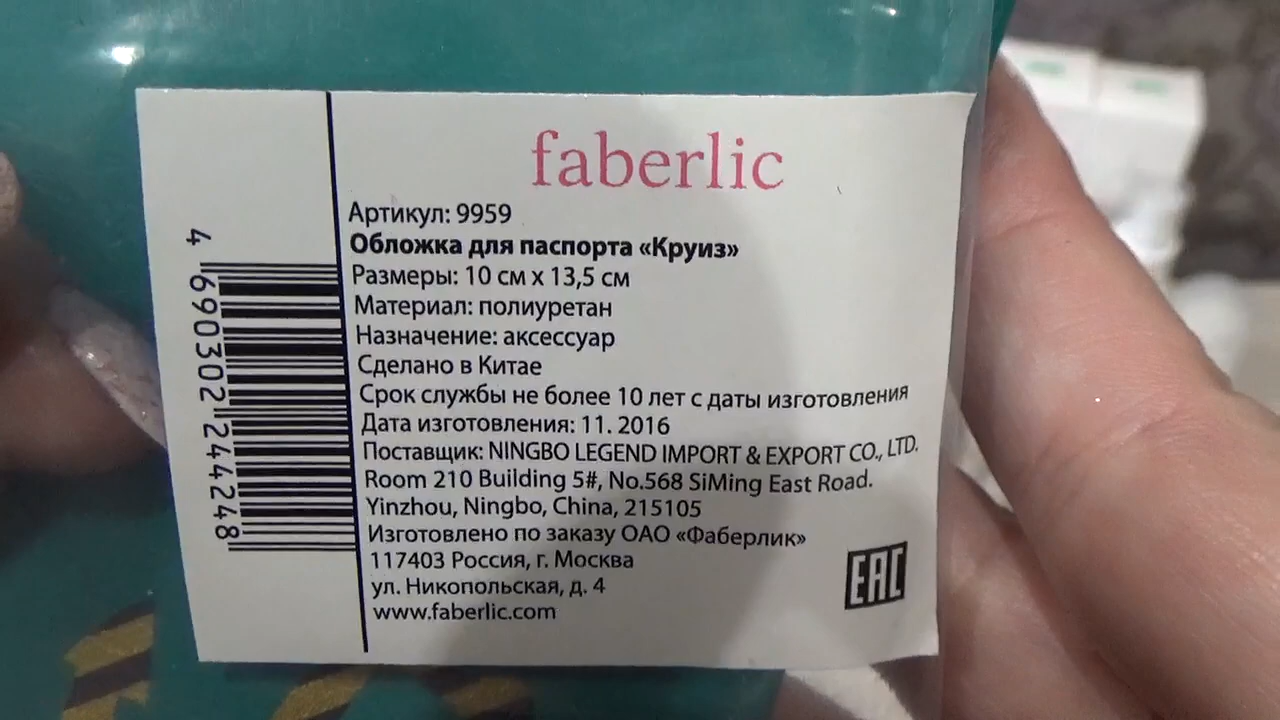 faberlic
Артикул: 9959
Обложка для паспорта «Круиз»
Размеры: 10 см x 13,5 см
Материал: полиуретан
Назначение: аксессуар
Сделано в Китае
Срок службы не более 10 лет с даты изготовления
Дата изготовления: 11. 2016
Поставщик: NINGBO LEGEND IMPORT & EXPORT CO., LTD.
Room 210 Building 5#, No.568 SiMing East Road.
Yinzhou, Ningbo, China, 215105
Изготовлено по заказу ОАО «Фаберлик»
117403 Россия, г. Москва
ул. Никопольская, д. 4
www.faberlic.com
EAC
4 690302 244248